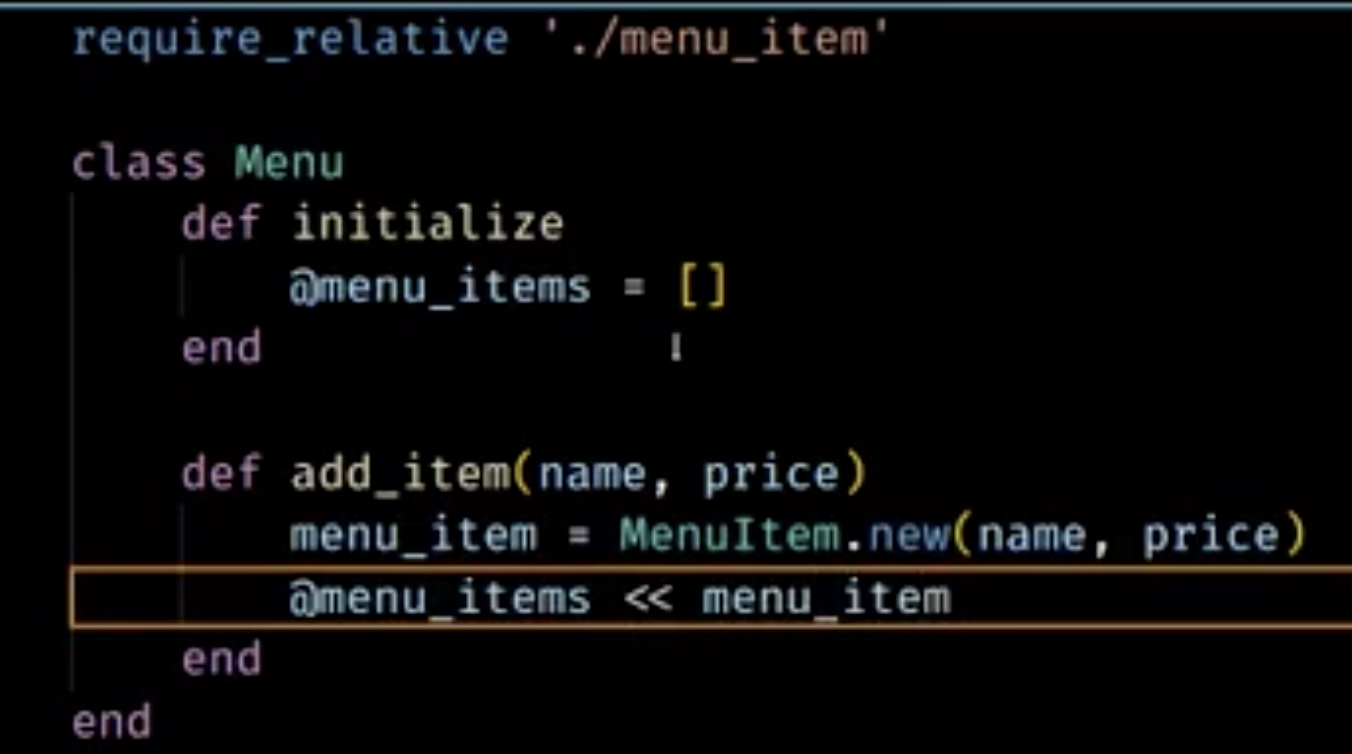 require_relative './menu_item'
class Menu
    def initialize
        @menu_items = []
    end
    def add_item(name, price)
        menu_item = MenuItem.new(name, price)
        @menu_items << menu_item
    end
end